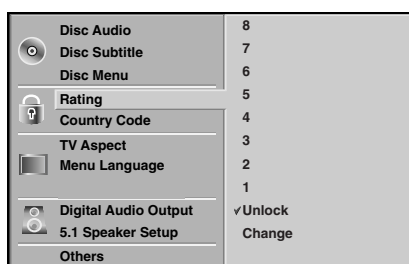 Disc Audio
Disc Subtitle
Disc Menu
Rating
Country Code
TV Aspect
Menu Language
Digital Audio Output
5.1 Speaker Setup
Others
8
7
6
5
4
3
2
1
✓Unlock
Change